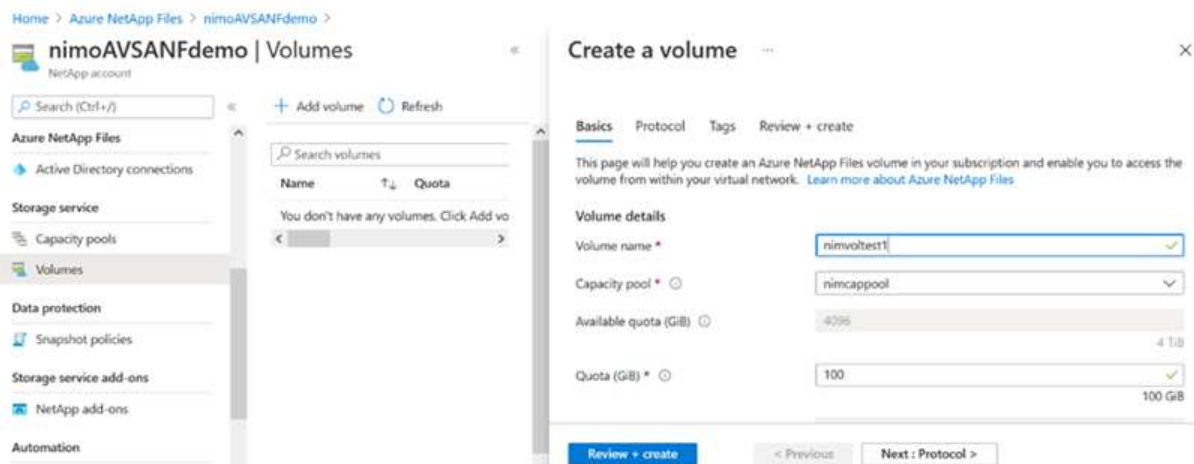 Home > Azure NetApp Files > nimoAVSANFdemo >
nimoAVSANFdemo | Volumes
NetApp account
Search (Ctrl+/)
Azure NetApp Files
Active Directory connections
Storage service
Capacity pools
Volumes
Data protection
Snapshot policies
Storage service add-ons
NetApp add-ons
Automation
Add volume Refresh
Search volumes
Name Quota
You don't have any volumes. Click Add vo
Create a volume ...
Basics Protocol Tags Review + create
This page will help you create an Azure NetApp Files volume in your subscription and enable you to access the
volume from within your virtual network. Learn more about Azure NetApp Files
Volume details
Volume name * nimvoltest1
Capacity pool * nimcappool
Available quota (GiB) 4096
4 TiB
Quota (GiB) * 100
100 GiB
Review + create < Previous Next : Protocol >